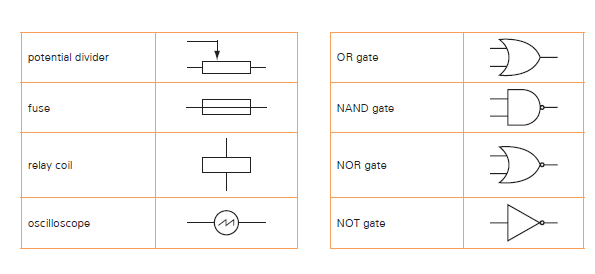 potential divider
fuse
relay coil
oscilloscope
OR gate
NAND gate
NOR gate
NOT gate